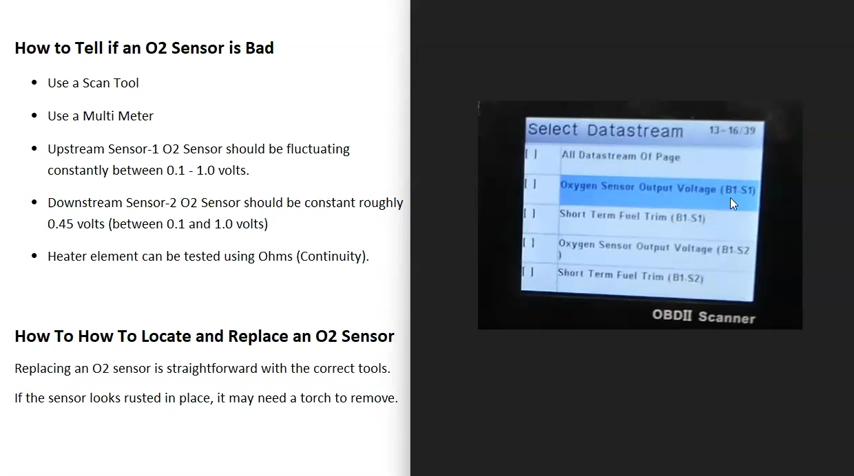 How to Tell if an O2 Sensor is Bad
Use a Scan Tool
Use a Multi Meter
Upstream Sensor-1 O2 Sensor should be fluctuating
constantly between 0.1 - 1.0 volts.
Downstream Sensor-2 O2 Sensor should be constant roughly
0.45 volts (between 0.1 and 1.0 volts)
Heater element can be tested using Ohms (Continuity).
How To How To Locate and Replace an O2 Sensor
Replacing an O2 sensor is straightforward with the correct tools.
If the sensor looks rusted in place, it may need a torch to remove.
Select Datastream 13-16/39
[ ] All Datastream Of Page
[ ] Oxygen Sensor Output Voltage (B1-S1)
[ ] Short Term Fuel Trim (B1-S1)
[ ] Oxygen Sensor Output Voltage (B1-S2
)
[ ] Short Term Fuel Trim (B1-S2)
OBDII Scanner